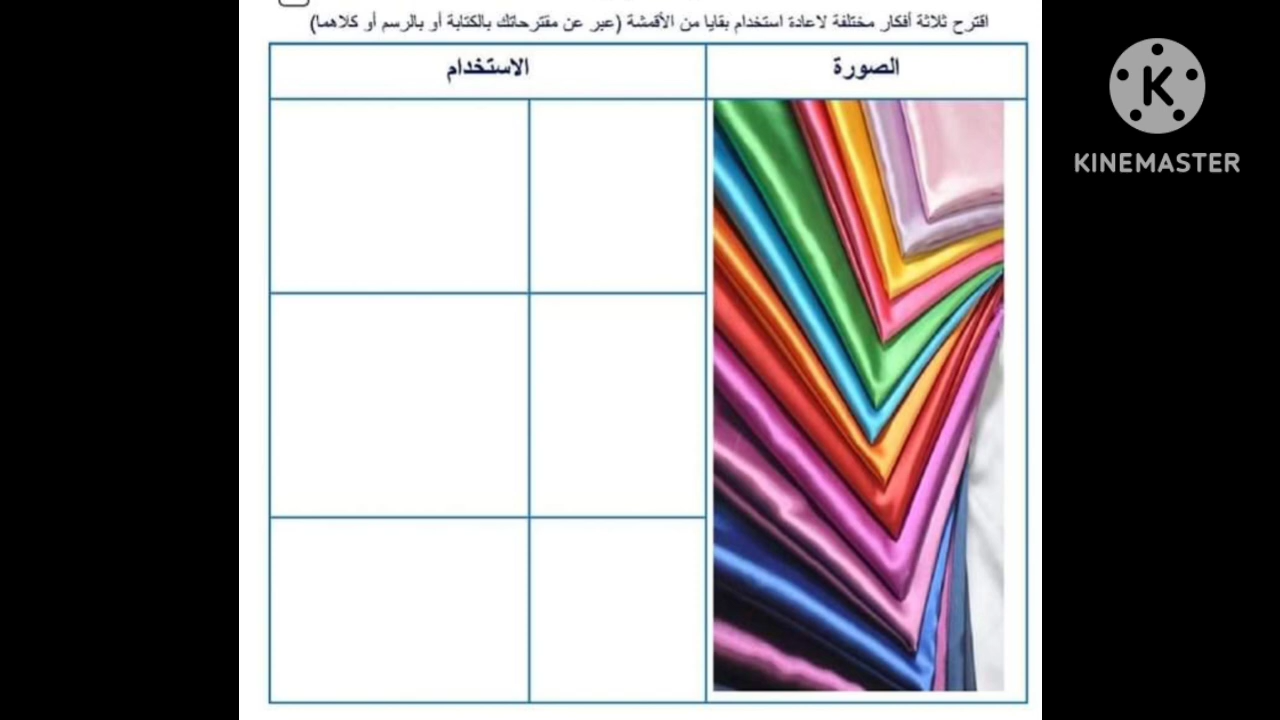 اقترح ثلاثة أفكار مختلفة لاعادة استخدام بقايا من الأقمشة (عبر عن مقترحاتك بالكتابة أو بالرسم أو كلاهما)
الصورة
الاستخدام
K
KINEMASTER